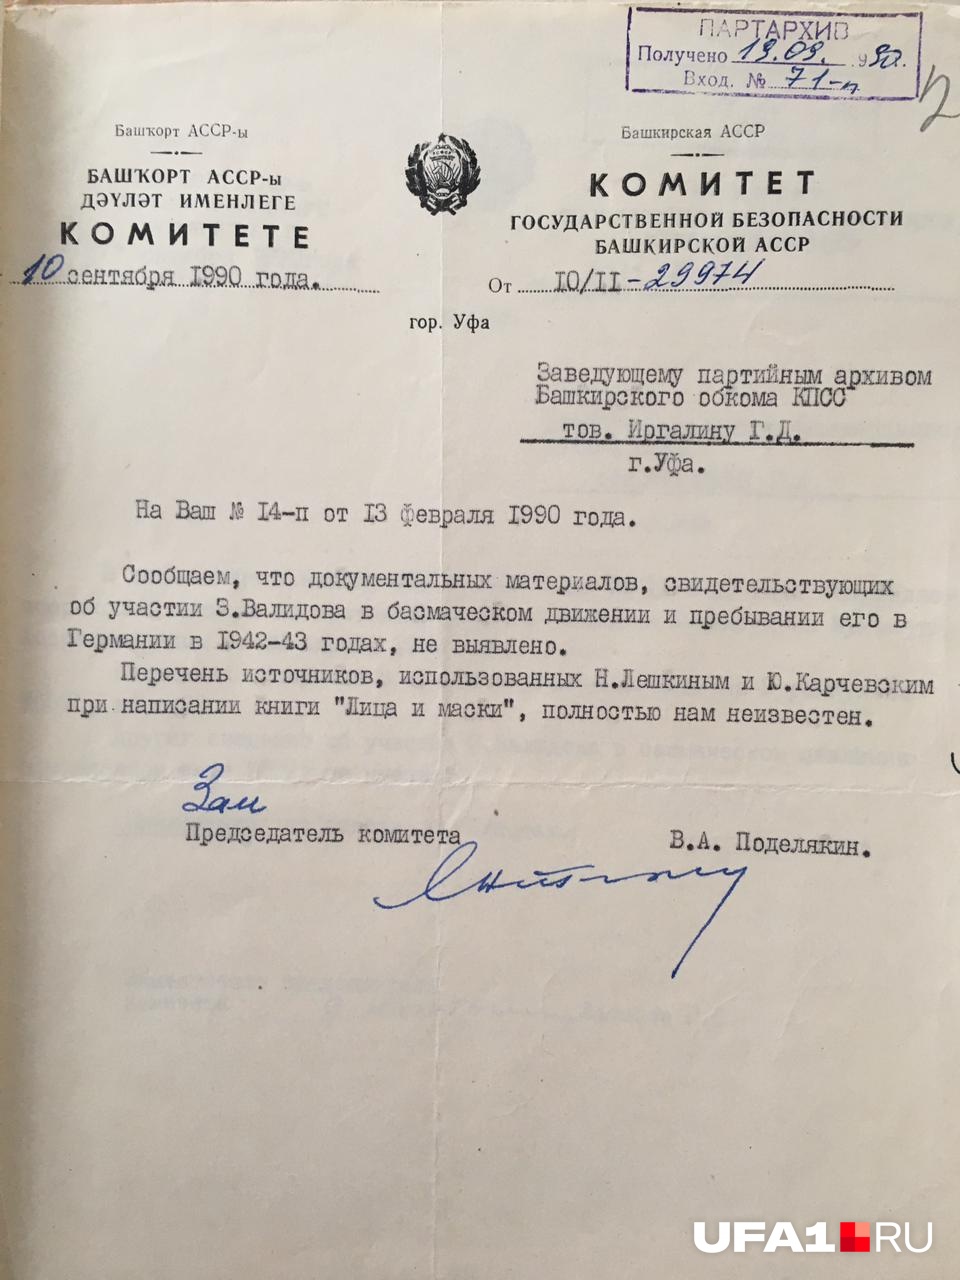 ПАРТАРХИВ
Получено 19.09. 1990.
Вход. № 71-п
Башҡорт АССР-ы
БАШҠОРТ АССР-ы
ДӘҮЛӘТ ИМЕНЛЕГЕ
КОМИТЕТЕ
10 сентября 1990 года.
Башкирская АССР
КОМИТЕТ
ГОСУДАРСТВЕННОЙ БЕЗОПАСНОСТИ
БАШКИРСКОЙ АССР
От 10/II-29974
гор. Уфа
Заведующему партийным архивом
Башкирского обкома КПСС
тов. Иргалину Г.Д.
г.Уфа.
На Ваш № 14-п от 13 февраля 1990 года.
Сообщаем, что документальных материалов, свидетельствующих
об участии З.Валидова в басмаческом движении и пребывании его в
Германии в 1942-43 годах, не выявлено.
Перечень источников, использованных Н.Лешкиным и Ю.Карчевским
при написании книги "Лица и маски", полностью нам неизвестен.
Зам
Председатель комитета
В.А. Поделякин.
UFA1.RU